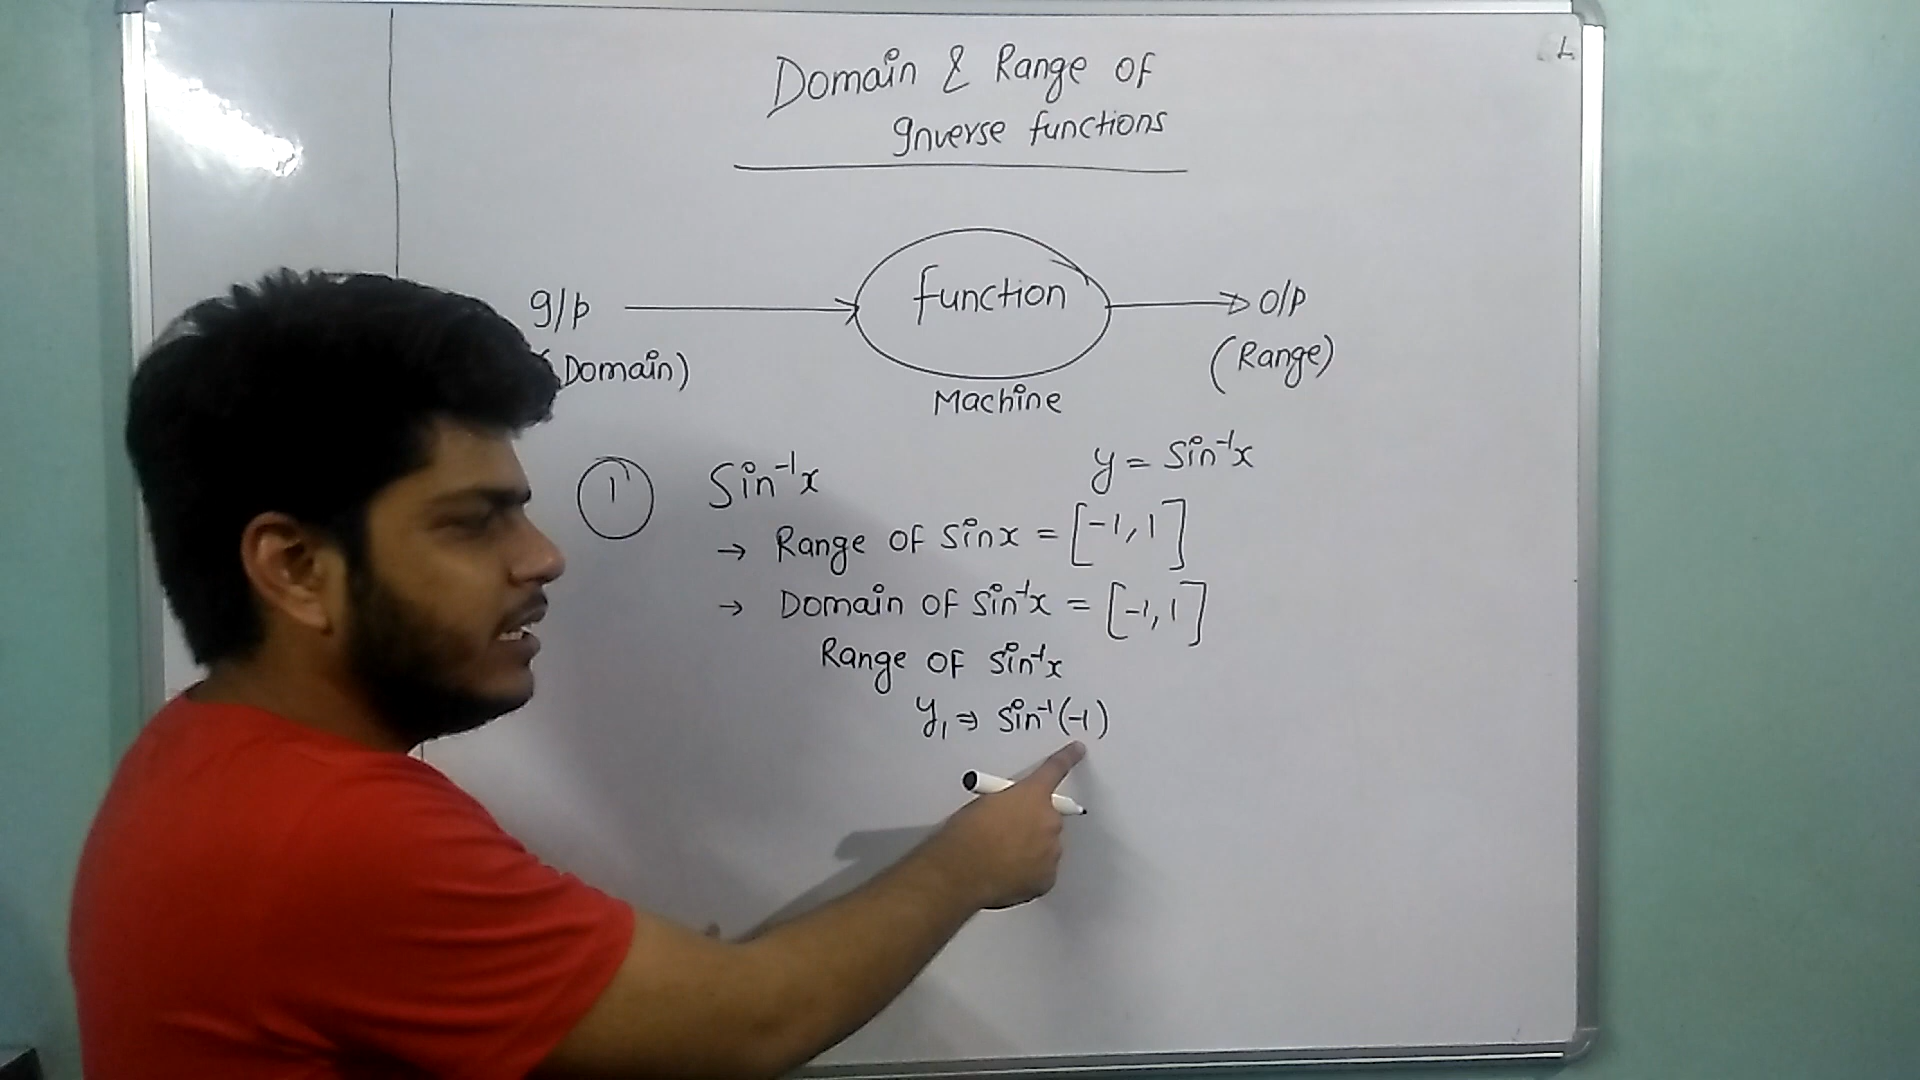 Domain & Range of
Inverse functions
I/p
function
O/P
(Domain)
(Range)
Machine
1
Sin⁻¹x
y = Sin⁻¹x
→ Range of Sinx = [-1, 1]
→ Domain of Sin⁻¹x = [-1, 1]
Range of Sin⁻¹x
y₁ ⇒ Sin⁻¹(-1)